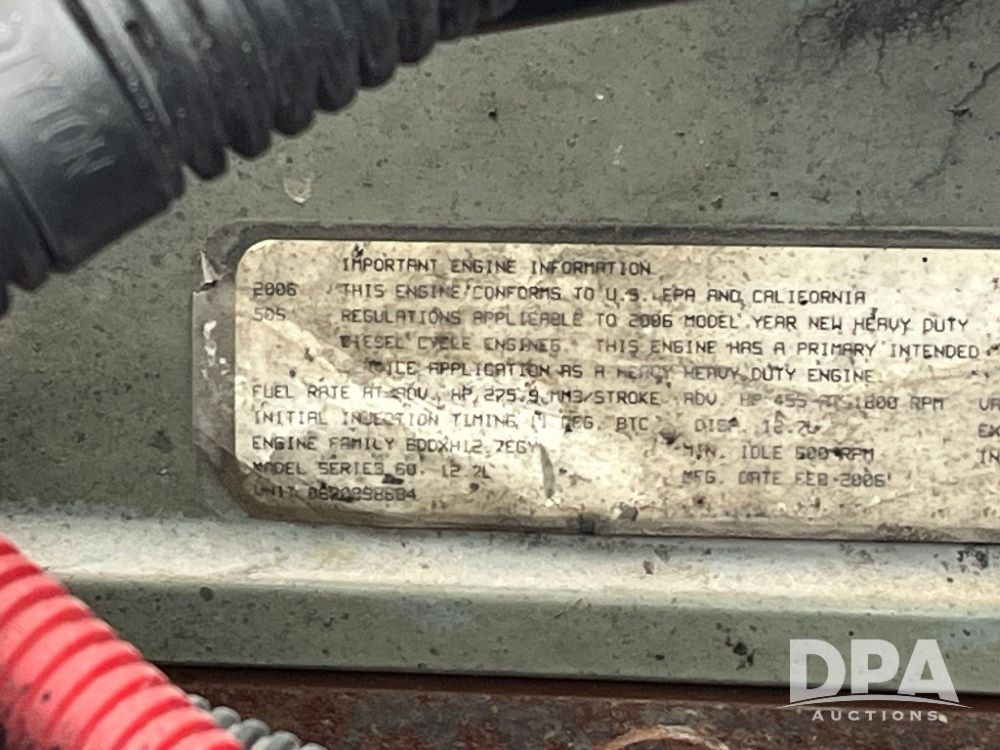 IMPORTANT ENGINE INFORMATION
2006 THIS ENGINE CONFORMS TO U.S. EPA AND CALIFORNIA
505 REGULATIONS APPLICABLE TO 2006 MODEL YEAR NEW HEAVY DUTY
DIESEL CYCLE ENGINES. THIS ENGINE HAS A PRIMARY INTENDED
APPLICATION AS A HEAVY HEAVY DUTY ENGINE
FUEL RATE AT ADV. HP 275.9 MM3/STROKE ADV. HP 455 AT 1800 RPM
INITIAL INJECTION TIMING DEG. BTC DISP. 12.7L EX
ENGINE FAMILY 6DDXH12.7EGY MIN. IDLE 600 RPM IN
MODEL SERIES 60 12.7L MFG. DATE FEB-2006
UNIT
DPA
AUCTIONS